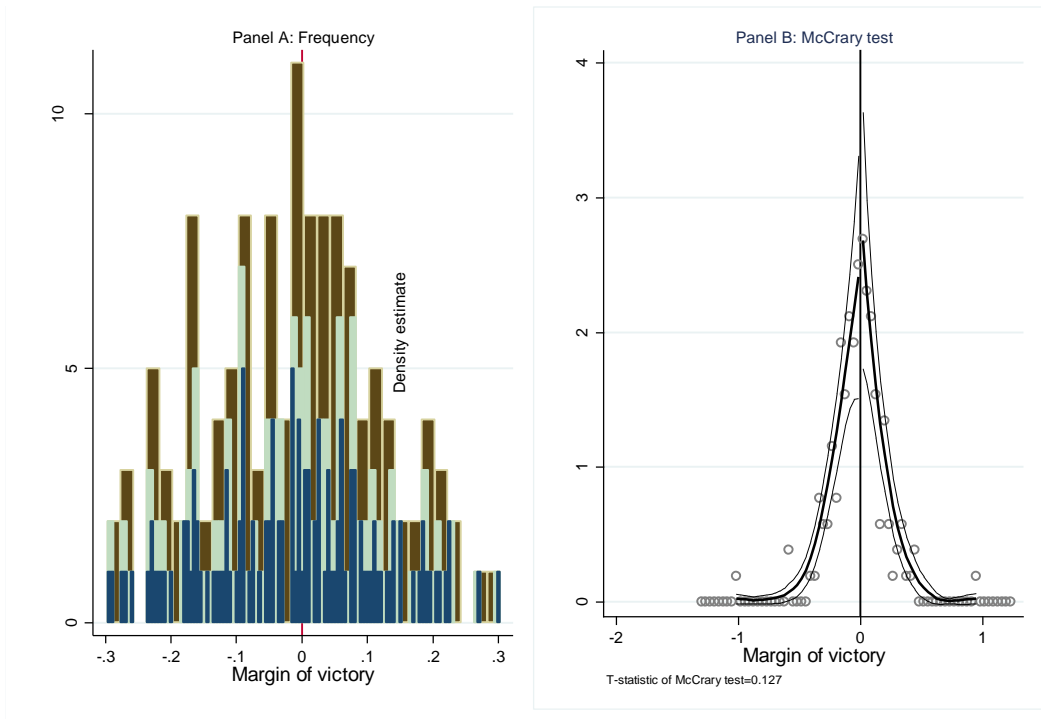 Panel A: Frequency
10
5
0
-.3 -.2 -.1 0 .1 .2 .3
Margin of victory
Density estimate
Panel B: McCrary test
4
3
2
1
0
-2 -1 0 1
Margin of victory
T-statistic of McCrary test=0.127